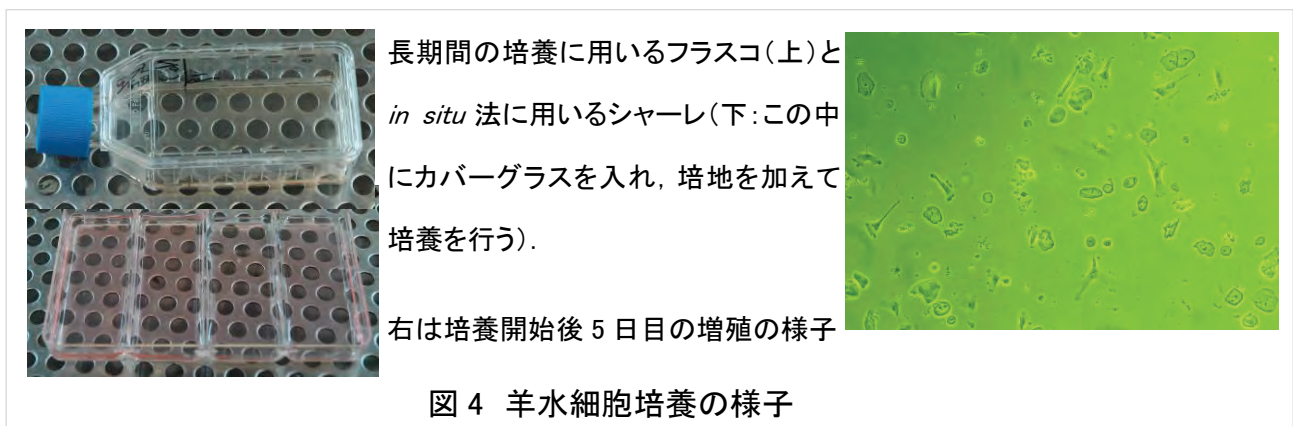 長期間の培養に用いるフラスコ(上)と
in situ 法に用いるシャーレ(下:この中
にカバーグラスを入れ, 培地を加えて
培養を行う).
右は培養開始後 5 日目の増殖の様子
図 4 羊水細胞培養の様子